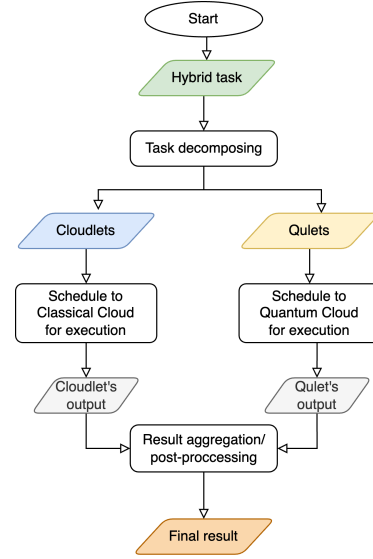 Start
Hybrid task
Task decomposing
Cloudlets
Qulets
Schedule to
Classical Cloud
for execution
Schedule to
Quantum Cloud
for execution
Cloudlet's
output
Qulet's
output
Result aggregation/
post-proccessing
Final result